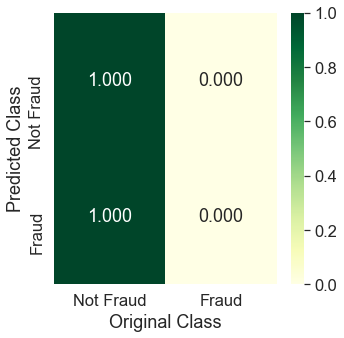 Predicted Class
Not Fraud
Fraud
1.000 0.000
1.000 0.000
Not Fraud Fraud
Original Class
1.0
0.8
0.6
0.4
0.2
0.0